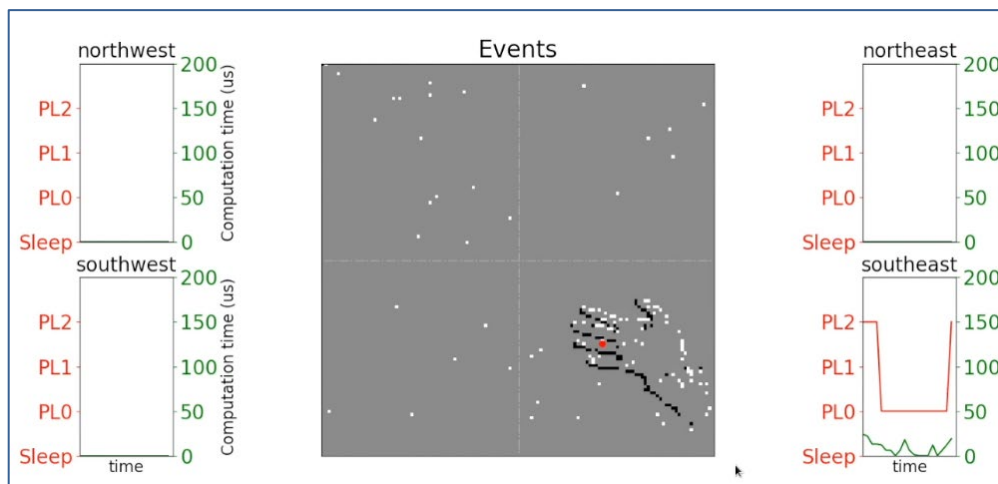 northwest
200
150
100
50
0
PL2
PL1
PL0
Sleep
Computation time (us)
Events
northeast
200
150
100
50
0
PL2
PL1
PL0
Sleep
southwest
200
150
100
50
0
PL2
PL1
PL0
Sleep
time
Computation time (us)
southeast
200
150
100
50
0
PL2
PL1
PL0
Sleep
time